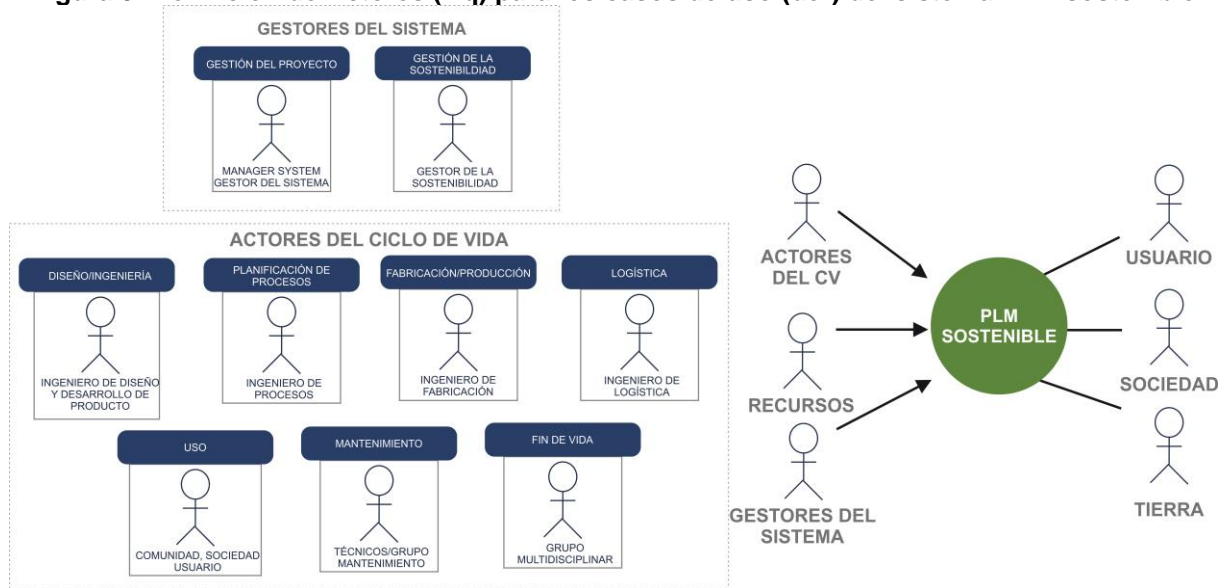 GESTORES DEL SISTEMA
GESTIÓN DEL PROYECTO
MANAGER SYSTEM
GESTOR DEL SISTEMA
GESTIÓN DE LA
SOSTENIBILDIAD
GESTOR DE LA
SOSTENIBILIDAD
ACTORES DEL CICLO DE VIDA
DISEÑO/INGENIERÍA
INGENIERO DE DISEÑO
Y DESARROLLO DE
PRODUCTO
PLANIFICACIÓN DE
PROCESOS
INGENIERO DE
PROCESOS
FABRICACIÓN/PRODUCCIÓN
INGENIERO DE
FABRICACIÓN
LOGÍSTICA
INGENIERO DE
LOGÍSTICA
USO
COMUNIDAD, SOCIEDAD
USUARIO
MANTENIMIENTO
TÉCNICOS/GRUPO
MANTENIMIENTO
FIN DE VIDA
GRUPO
MULTIDISCIPLINAR
ACTORES
DEL CV
RECURSOS
GESTORES DEL
SISTEMA
PLM
SOSTENIBLE
USUARIO
SOCIEDAD
TIERRA